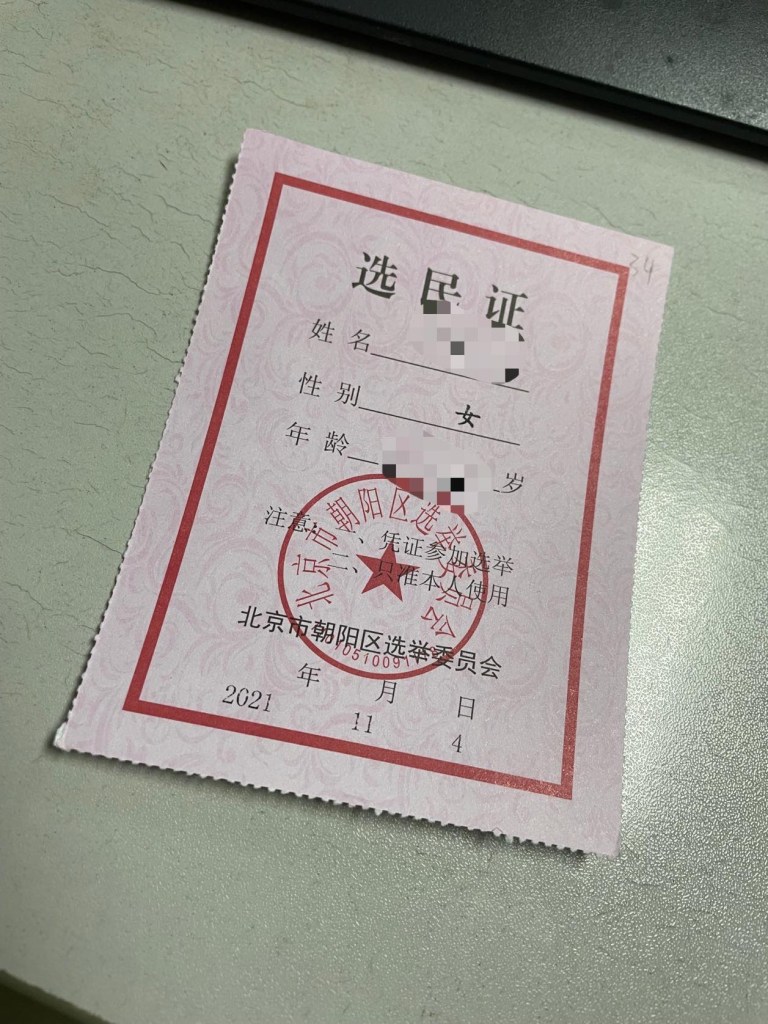 34
选民证
姓 名
性 别 女
年 龄 岁
注意：一、凭证参加选举
二、只准本人使用
北京市朝阳区选举委员会
北京市朝阳区选举委员会
年 月 日
2021 11 4